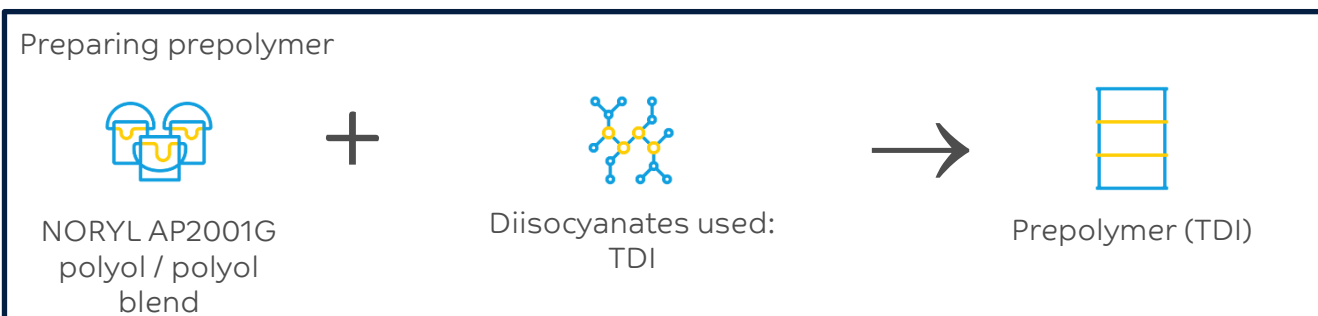 Preparing prepolymer
NORYL AP2001G
polyol / polyol
blend
Diisocyanates used:
TDI
Prepolymer (TDI)